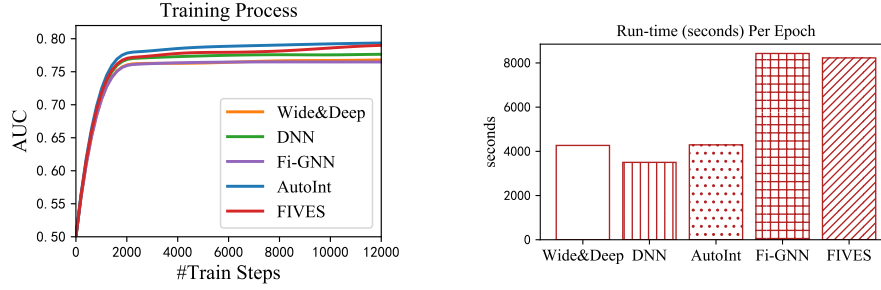 Training Process
AUC
0.80
0.75
0.70
0.65
0.60
0.55
0.50
Wide&Deep
DNN
Fi-GNN
AutoInt
FIVES
0 2000 4000 6000 8000 10000 12000
#Train Steps
Run-time (seconds) Per Epoch
seconds
8000
6000
4000
2000
0
Wide&Deep DNN AutoInt Fi-GNN FIVES